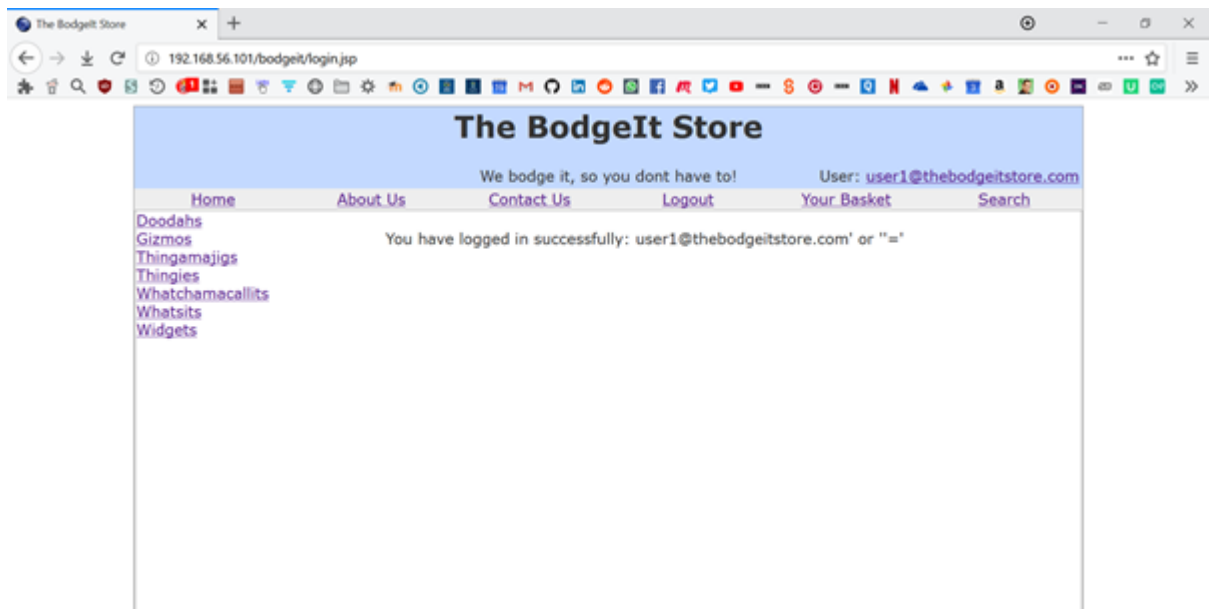 The BodgeIt Store
192.168.56.101/bodgeit/login.jsp
The BodgeIt Store
We bodge it, so you dont have to! User: user1@thebodgeitstore.com
Home About Us Contact Us Logout Your Basket Search
Doodahs
Gizmos
You have logged in successfully: user1@thebodgeitstore.com' or ''='
Thingamajigs
Thingies
Whatchamacallits
Whatsits
Widgets